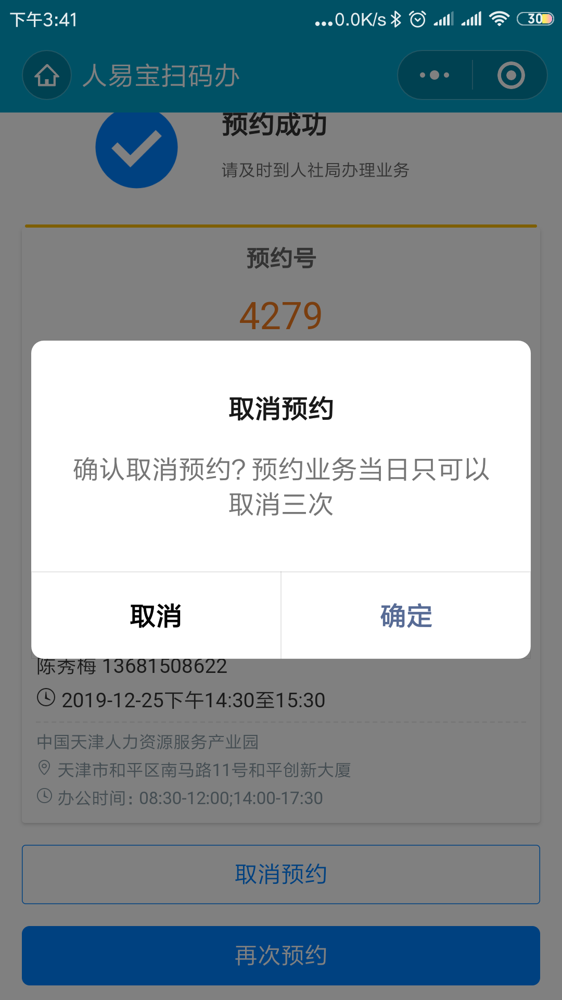 下午3:41
...0.0K/s
30
人易宝扫码办
预约成功
请及时到人社局办理业务
预约号
4279
取消预约
确认取消预约? 预约业务当日只可以
取消三次
取消
确定
陈秀梅 13681508622
2019-12-25下午14:30至15:30
中国天津人力资源服务产业园
天津市和平区南马路11号和平创新大厦
办公时间：08:30-12:00;14:00-17:30
取消预约
再次预约